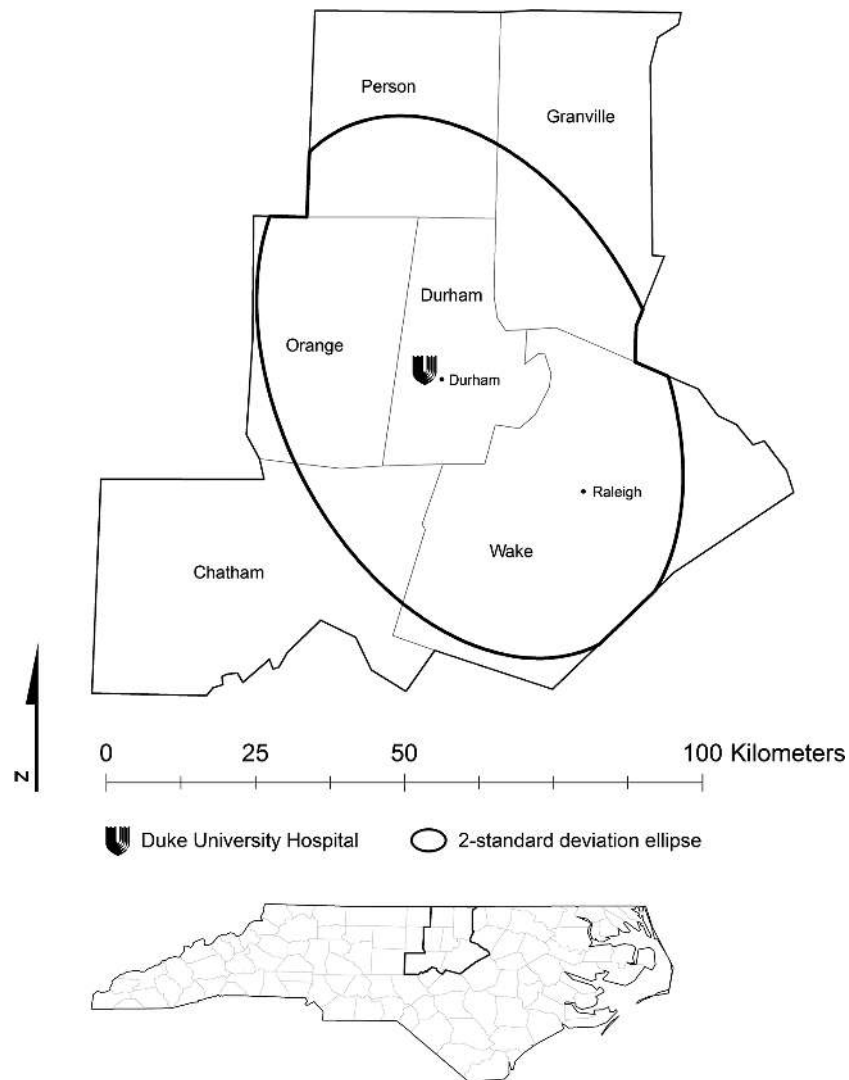 Person
Granville
Durham
Orange
Durham
Raleigh
Wake
Chatham
N
0 25 50 100 Kilometers
Duke University Hospital 2-standard deviation ellipse